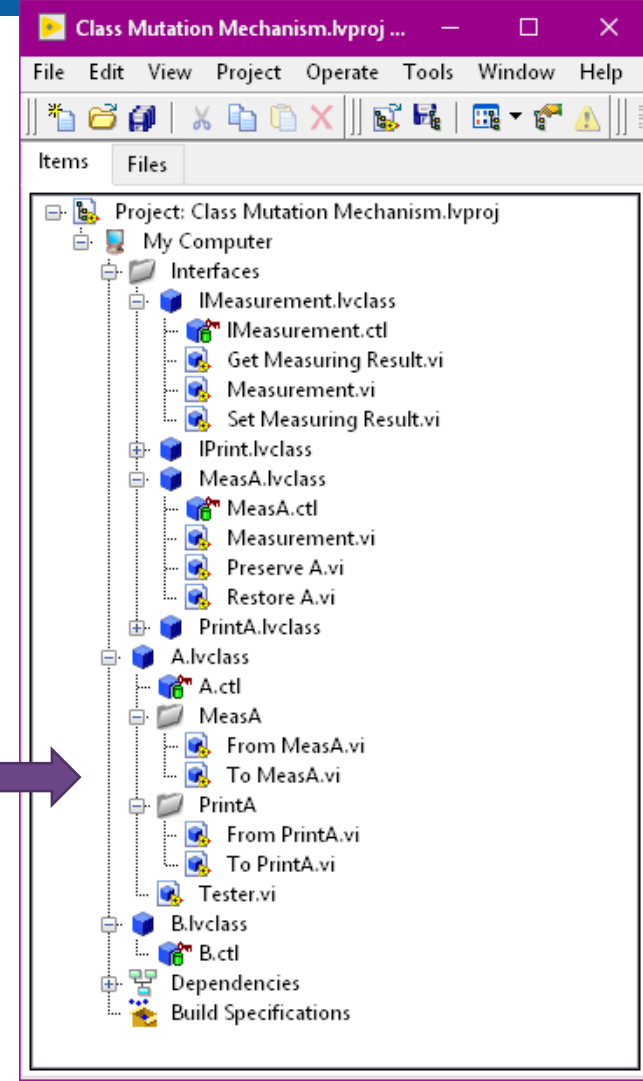 Class Mutation Mechanism.lvproj ...
File Edit View Project Operate Tools Window Help
Items Files
Project: Class Mutation Mechanism.lvproj
My Computer
Interfaces
IMeasurement.lvclass
IMeasurement.ctl
Get Measuring Result.vi
Measurement.vi
Set Measuring Result.vi
IPrint.lvclass
MeasA.lvclass
MeasA.ctl
Measurement.vi
Preserve A.vi
Restore A.vi
PrintA.lvclass
A.lvclass
A.ctl
MeasA
From MeasA.vi
To MeasA.vi
PrintA
From PrintA.vi
To PrintA.vi
Tester.vi
B.lvclass
B.ctl
Dependencies
Build Specifications